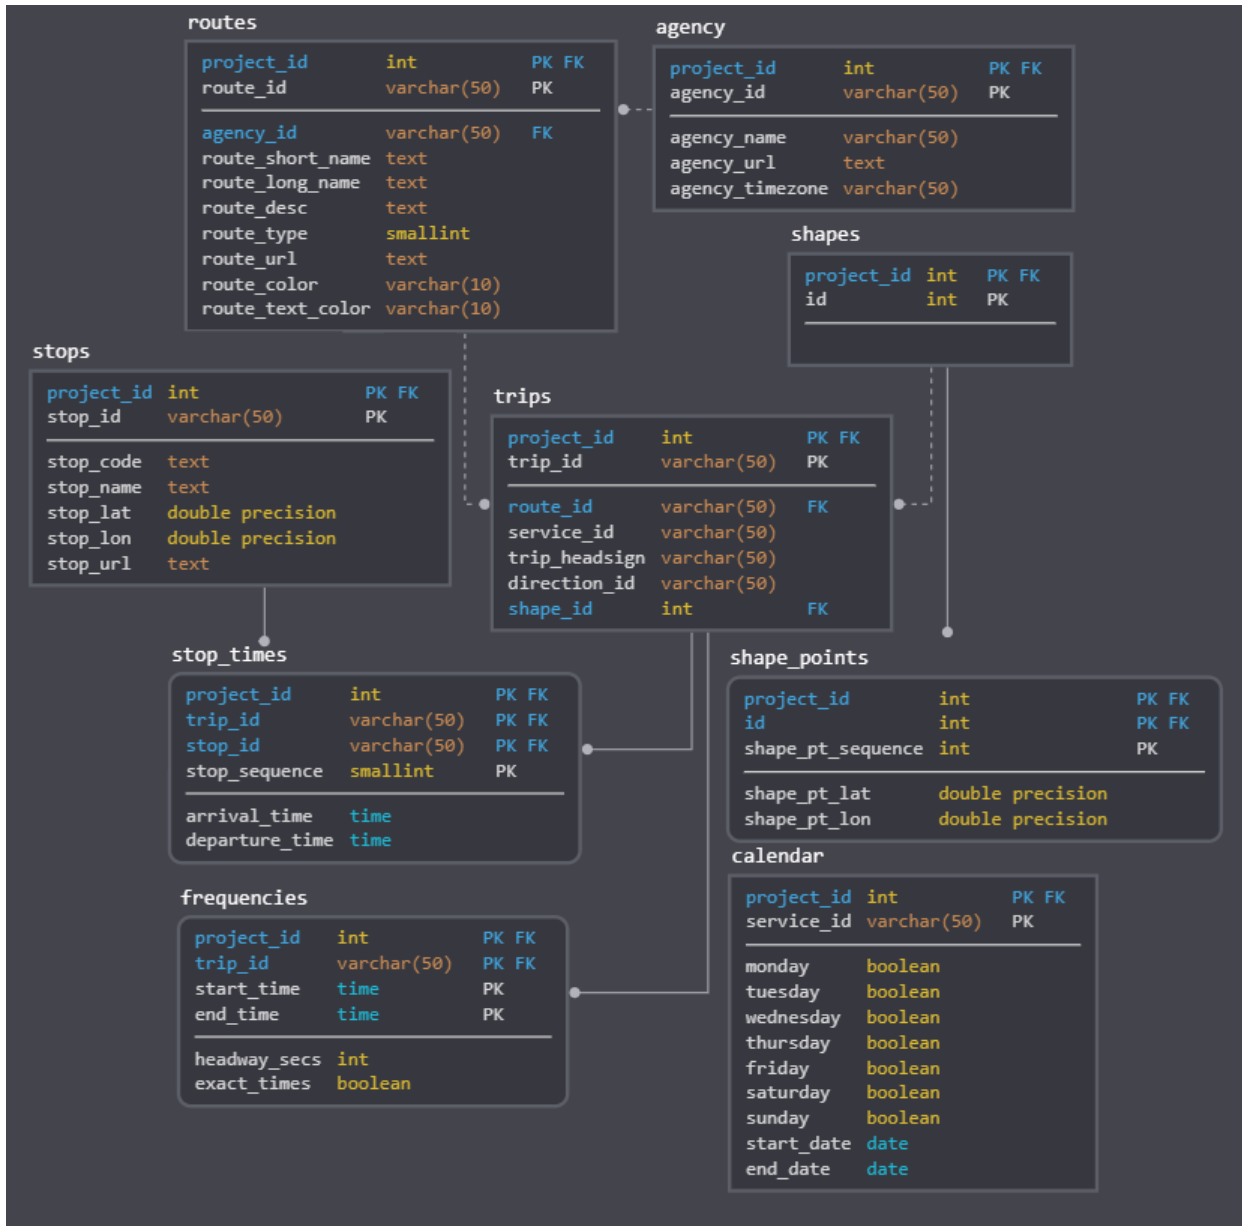 routes
project_id int PK FK
route_id varchar(50) PK
agency_id varchar(50) FK
route_short_name text
route_long_name text
route_desc text
route_type smallint
route_url text
route_color varchar(10)
route_text_color varchar(10)
agency
project_id int PK FK
agency_id varchar(50) PK
agency_name varchar(50)
agency_url text
agency_timezone varchar(50)
shapes
project_id int PK FK
id int PK
stops
project_id int PK FK
stop_id varchar(50) PK
stop_code text
stop_name text
stop_lat double precision
stop_lon double precision
stop_url text
trips
project_id int PK FK
trip_id varchar(50) PK
route_id varchar(50) FK
service_id varchar(50)
trip_headsign varchar(50)
direction_id varchar(50)
shape_id int FK
stop_times
project_id int PK FK
trip_id varchar(50) PK FK
stop_id varchar(50) PK FK
stop_sequence smallint PK
arrival_time time
departure_time time
shape_points
project_id int PK FK
id int PK FK
shape_pt_sequence int PK
shape_pt_lat double precision
shape_pt_lon double precision
frequencies
project_id int PK FK
trip_id varchar(50) PK FK
start_time time PK
end_time time PK
headway_secs int
exact_times boolean
calendar
project_id int PK FK
service_id varchar(50) PK
monday boolean
tuesday boolean
wednesday boolean
thursday boolean
friday boolean
saturday boolean
sunday boolean
start_date date
end_date date